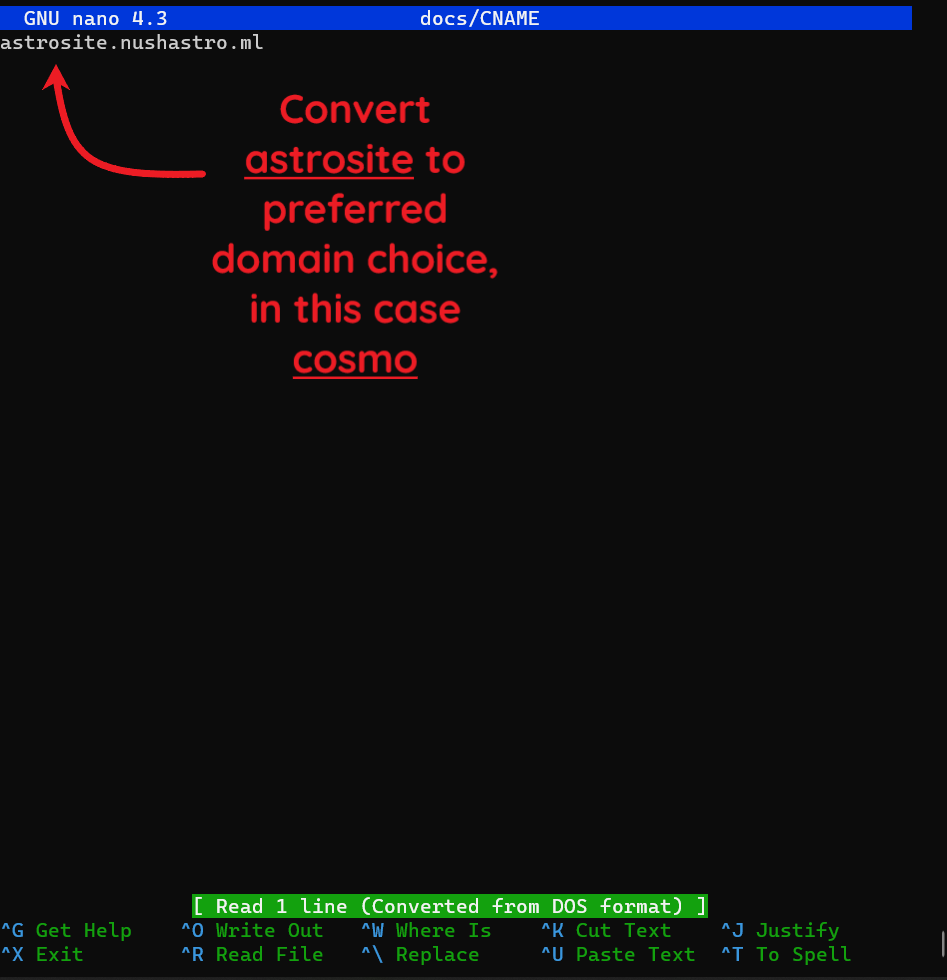 GNU nano 4.3 docs/CNAME
astrosite.nushastro.ml
Convert
astrosite to
preferred
domain choice,
in this case
cosmo
[ Read 1 line (Converted from DOS format) ]
^G Get Help ^O Write Out ^W Where Is ^K Cut Text ^J Justify
^X Exit ^R Read File ^\ Replace ^U Paste Text ^T To Spell